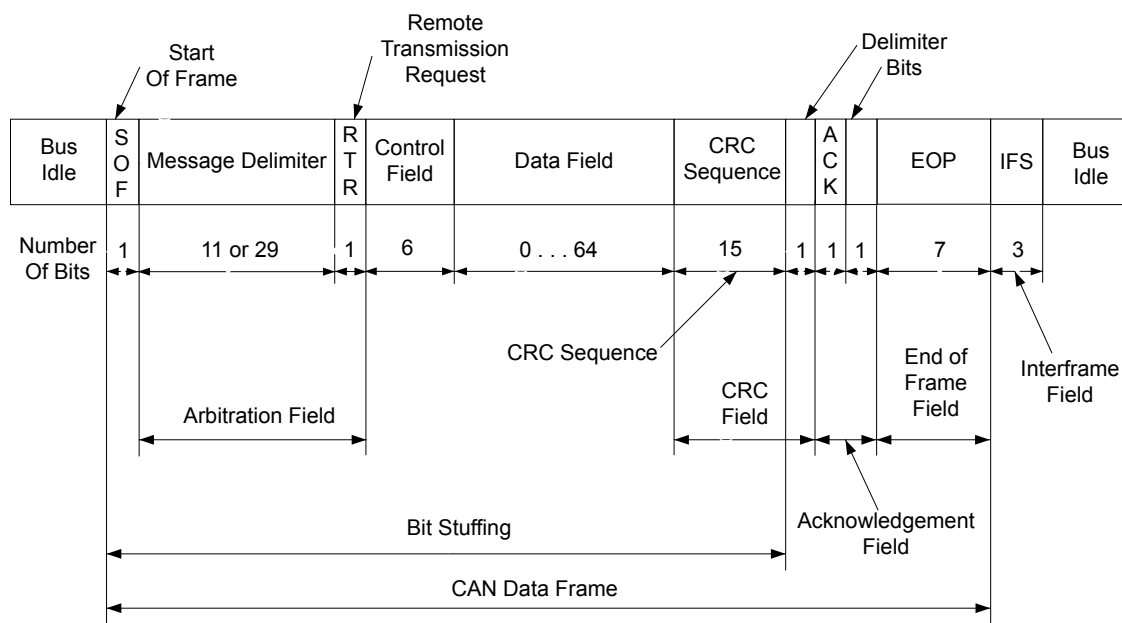 Start
Of Frame
Remote
Transmission
Request
Delimiter
Bits
Bus
Idle
S
O
F
Message Delimiter
R
T
R
Control
Field
Data Field
CRC
Sequence
A
C
K
EOP
IFS
Bus
Idle
Number
Of Bits
1
11 or 29
1
6
0 . . . 64
15
1
1
1
7
3
CRC Sequence
Arbitration Field
CRC
Field
End of
Frame
Field
Interframe
Field
Bit Stuffing
Acknowledgement
Field
CAN Data Frame